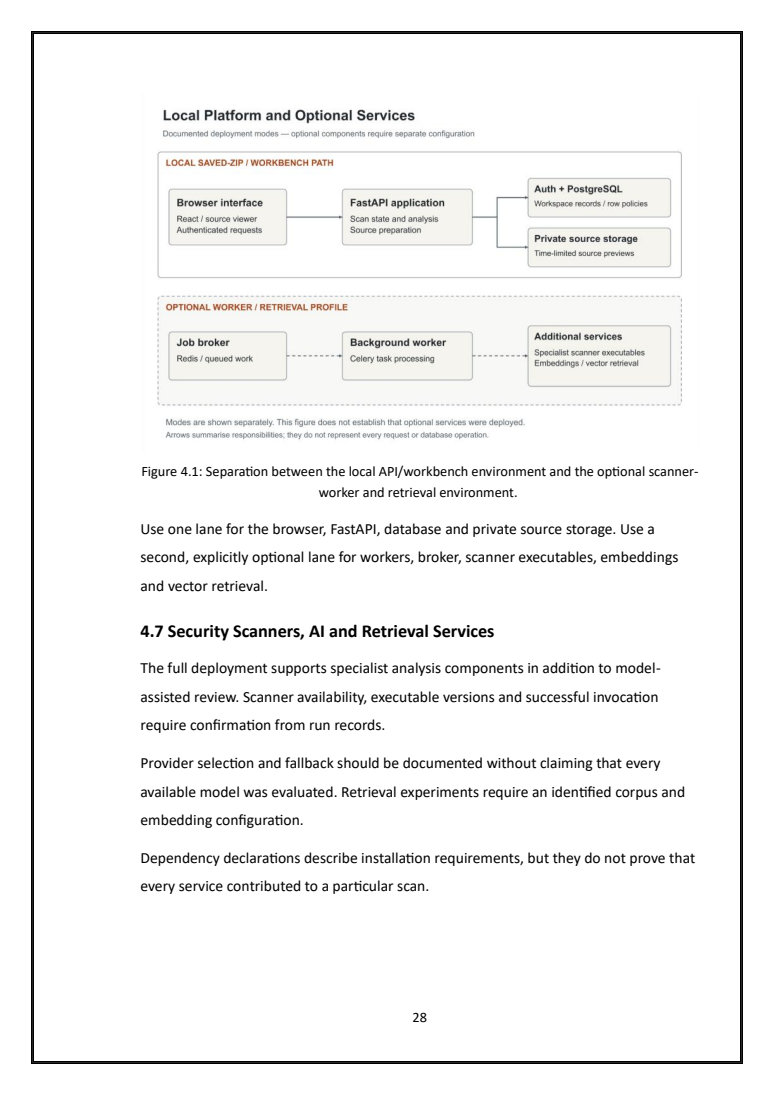 Local Platform and Optional Services
Documented deployment modes — optional components require separate configuration
LOCAL SAVED-ZIP / WORKBENCH PATH
Browser interface
React / source viewer
Authenticated requests
FastAPI application
Scan state and analysis
Source preparation
Auth + PostgreSQL
Workspace records / row policies
Private source storage
Time-limited source previews
OPTIONAL WORKER / RETRIEVAL PROFILE
Job broker
Redis / queued work
Background worker
Celery task processing
Additional services
Specialist scanner executables
Embeddings / vector retrieval
Modes are shown separately. This figure does not establish that optional services were deployed.
Arrows summarise responsibilities; they do not represent every request or database operation.
Figure 4.1: Separation between the local API/workbench environment and the optional scanner-
worker and retrieval environment.
Use one lane for the browser, FastAPI, database and private source storage. Use a
second, explicitly optional lane for workers, broker, scanner executables, embeddings
and vector retrieval.
4.7 Security Scanners, AI and Retrieval Services
The full deployment supports specialist analysis components in addition to model-
assisted review. Scanner availability, executable versions and successful invocation
require confirmation from run records.
Provider selection and fallback should be documented without claiming that every
available model was evaluated. Retrieval experiments require an identified corpus and
embedding configuration.
Dependency declarations describe installation requirements, but they do not prove that
every service contributed to a particular scan.
28